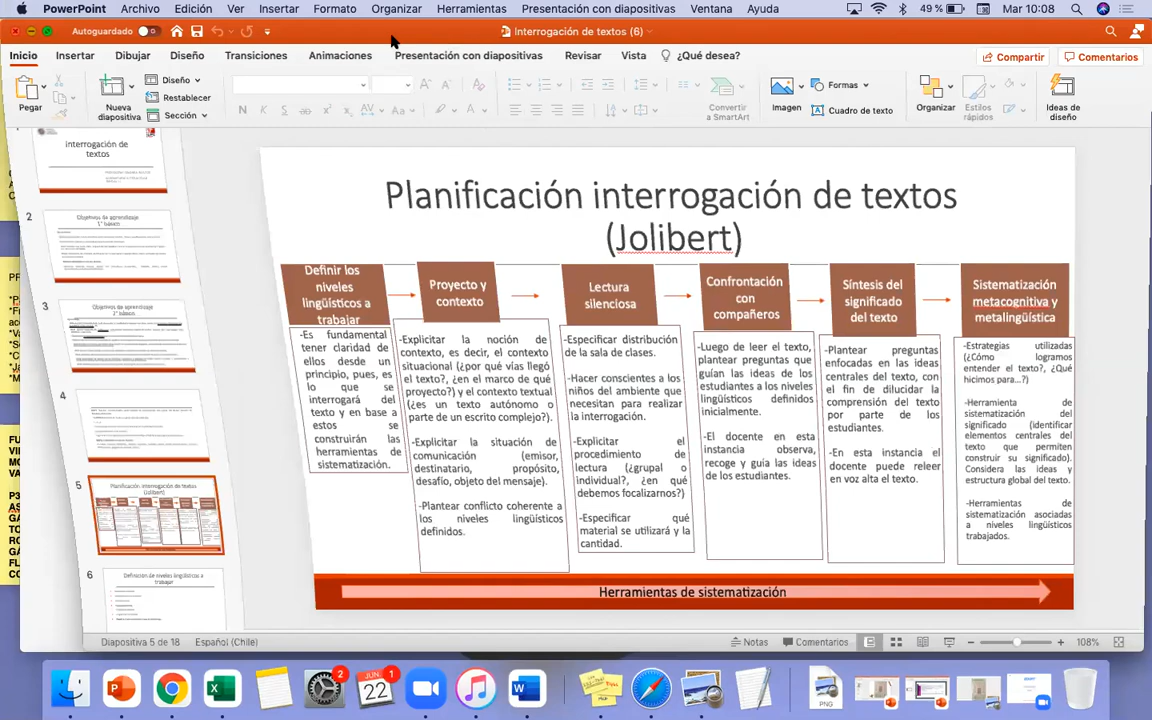 PowerPoint Archivo Edición Ver Insertar Formato Organizar Herramientas Presentación con diapositivas Ventana Ayuda 49 % Mar 10:08
Autoguardado Interrogación de textos (6)
Inicio Insertar Dibujar Diseño Transiciones Animaciones Presentación con diapositivas Revisar Vista ¿Qué desea? Compartir Comentarios
Pegar
Nueva
diapositiva
Diseño
Restablecer
Sección
N K S ab x² Aa A
Convertir
a SmartArt
Imagen
Formas
Cuadro de texto
Organizar
Estilos
rápidos
Ideas de
diseño
Interrogación de
textos
2
Objetivos de aprendizaje
1° básico
3
Objetivos de aprendizaje
2° básico
4
5
Planificación interrogación de textos
(Jolibert)
6
Definición de niveles lingüísticos a
trabajar
Planificación interrogación de textos
(Jolibert)
Definir los
niveles
lingüísticos a
trabajar
-Es fundamental
tener claridad de
ellos desde un
principio, pues, es
lo que se
interrogará del
texto y en base a
estos se
construirán las
herramientas de
sistematización.
Proyecto y
contexto
-Explicitar la noción de
contexto, es decir, el contexto
situacional (¿por qué vías llegó
el texto?, ¿en el marco de qué
proyecto?) y el contexto textual
(¿es un texto autónomo o
parte de un escrito complejo?).
-Explicitar la situación de
comunicación (emisor,
destinatario, propósito,
desafío, objeto del mensaje).
-Plantear conflicto coherente a
los niveles lingüísticos
definidos.
Lectura
silenciosa
-Especificar distribución
de la sala de clases.
-Hacer conscientes a los
niños del ambiente que
necesitan para realizar
la interrogación.
-Explicitar el
procedimiento de
lectura (¿grupal o
individual?, ¿en qué
debemos focalizarnos?)
-Especificar qué
material se utilizará y la
cantidad.
Confrontación
con
compañeros
-Luego de leer el texto,
plantear preguntas que
guían las ideas de los
estudiantes a los niveles
lingüísticos definidos
inicialmente.
-El docente en esta
instancia observa,
recoge y guía las ideas
de los estudiantes.
Síntesis del
significado
del texto
-Plantear preguntas
enfocadas en las ideas
centrales del texto, con
el fin de dilucidar la
comprensión del texto
por parte de los
estudiantes.
-En esta instancia el
docente puede releer
en voz alta el texto.
Sistematización
metacognitiva y
metalingüística
-Estrategias utilizadas
(¿Cómo logramos
entender el texto?, ¿Qué
hicimos para...?)
-Herramienta de
sistematización del
significado (identificar
elementos centrales del
texto que permiten
construir su significado).
Considera las ideas y
estructura global del texto.
-Herramientas de
sistematización asociadas
a niveles lingüísticos
trabajados.
Herramientas de sistematización
Diapositiva 5 de 18 Español (Chile) Notas Comentarios 108%
2
JUN
22
1
PNG